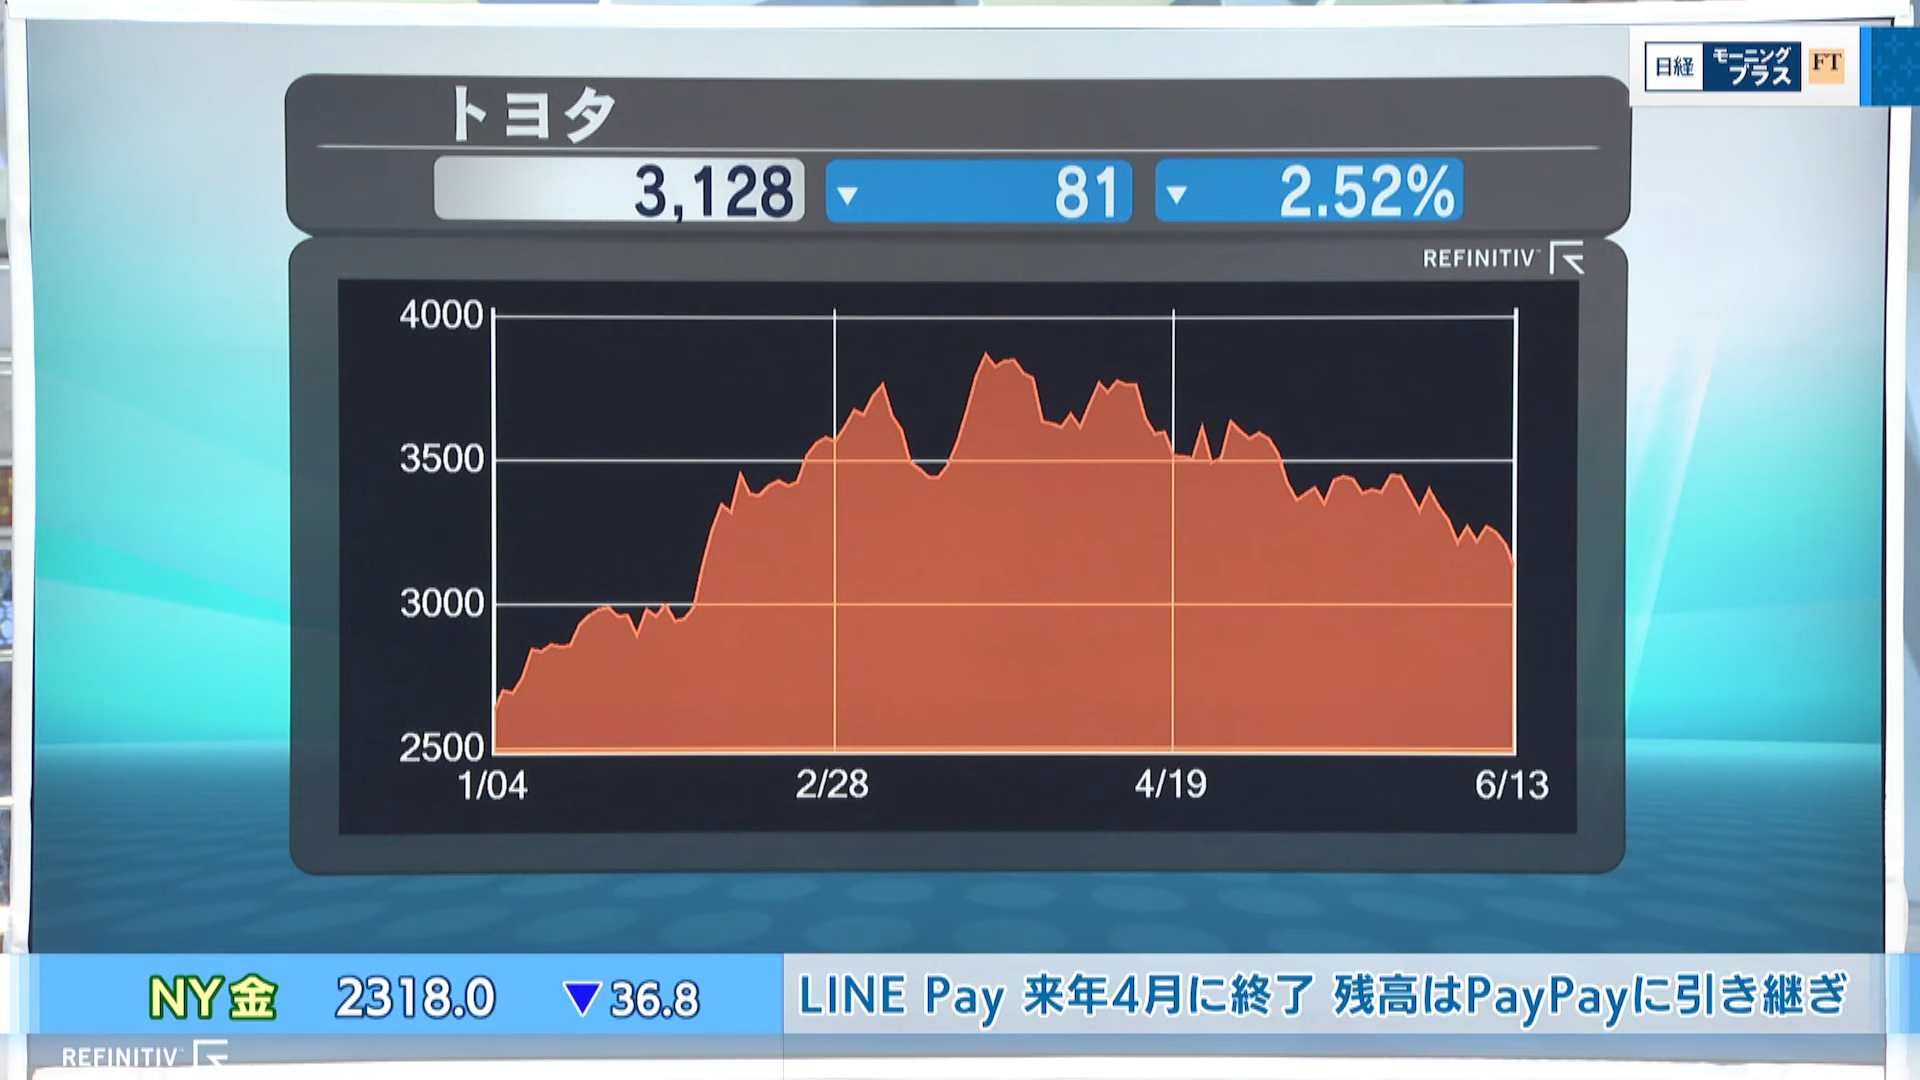 日経 モーニング プラス FT
トヨタ
3,128 ▼ 81 ▼ 2.52%
REFINITIV™
4000
3500
3000
2500
1/04 2/28 4/19 6/13
NY金 2318.0 ▼36.8
LINE Pay 来年4月に終了 残高はPayPayに引き継ぎ
REFINITIV™